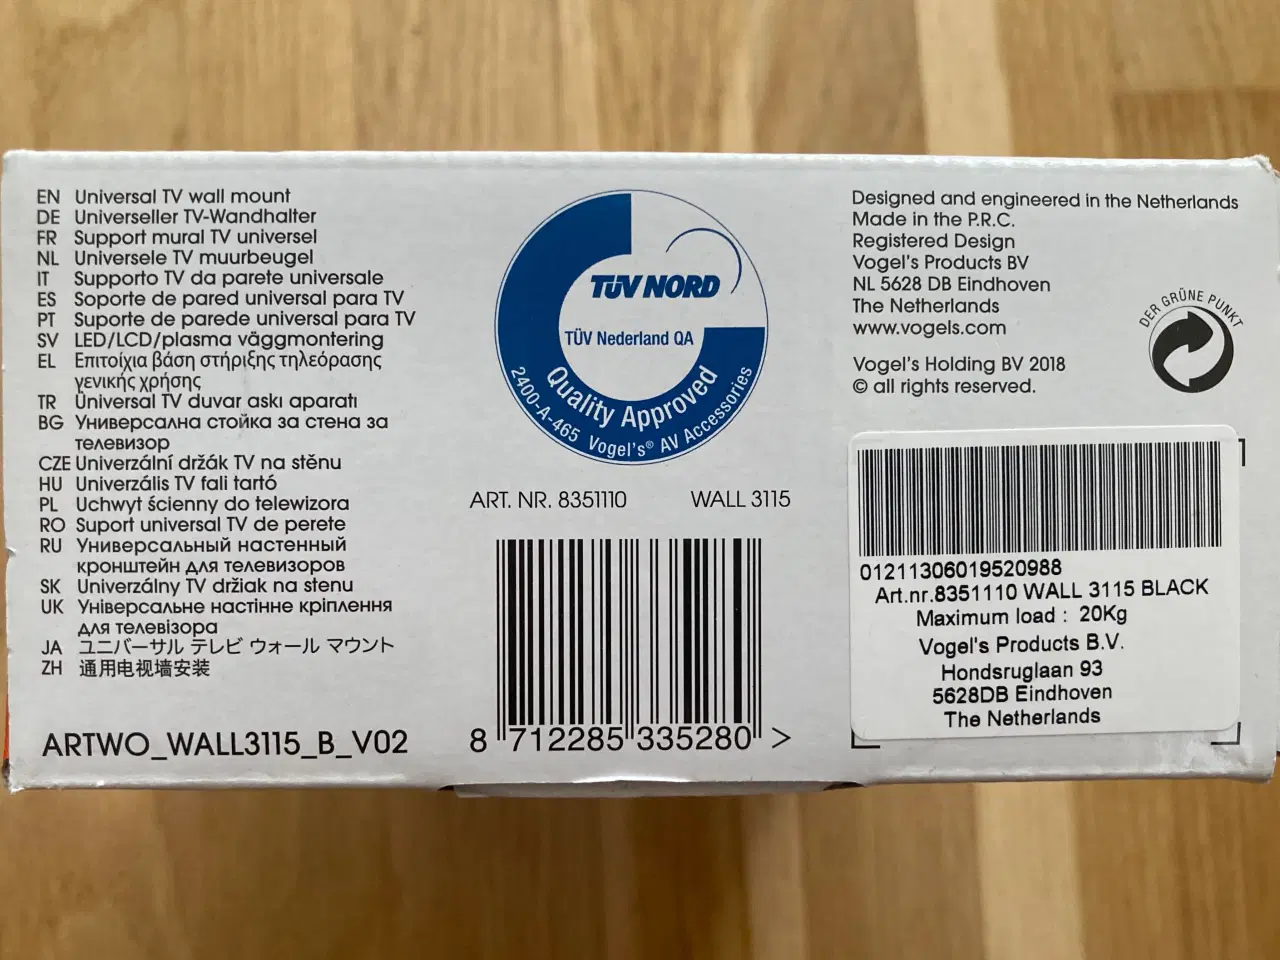 EN Universal TV wall mount
DE Universeller TV-Wandhalter
FR Support mural TV universel
NL Universele TV muurbeugel
IT Supporto TV da parete universale
ES Soporte de pared universal para TV
PT Suporte de parede universal para TV
SV LED/LCD/plasma väggmontering
EL Επιτοίχια βάση στήριξης τηλεόρασης
γενικής χρήσης
TR Üniversal TV duvar askı aparatı
BG Универсална стойка за стена за
телевизор
CZE Univerzální držák TV na stěnu
HU Univerzális TV fali tartó
PL Uchwyt ścienny do telewizora
RO Suport universal TV de perete
RU Универсальный настенный
кронштейн для телевизоров
SK Univerzálny TV držiak na stenu
UK Універсальне настінне кріплення
для телевізора
JA ユニバーサル テレビ ウォール マウント
ZH 通用电视墙安装
ARTWO_WALL3115_B_V02
TÜV NORD
TÜV Nederland QA
Quality Approved
2400-A-465 Vogel's® AV Accessories
ART. NR. 8351110 WALL 3115
8 712285 335280 >
Designed and engineered in the Netherlands
Made in the P.R.C.
Registered Design
Vogel's Products BV
NL 5628 DB Eindhoven
The Netherlands
www.vogels.com
Vogel's Holding BV 2018
© all rights reserved.
DER GRÜNE PUNKT
01211306019520988
Art.nr.8351110 WALL 3115 BLACK
Maximum load : 20Kg
Vogel's Products B.V.
Hondsruglaan 93
5628DB Eindhoven
The Netherlands